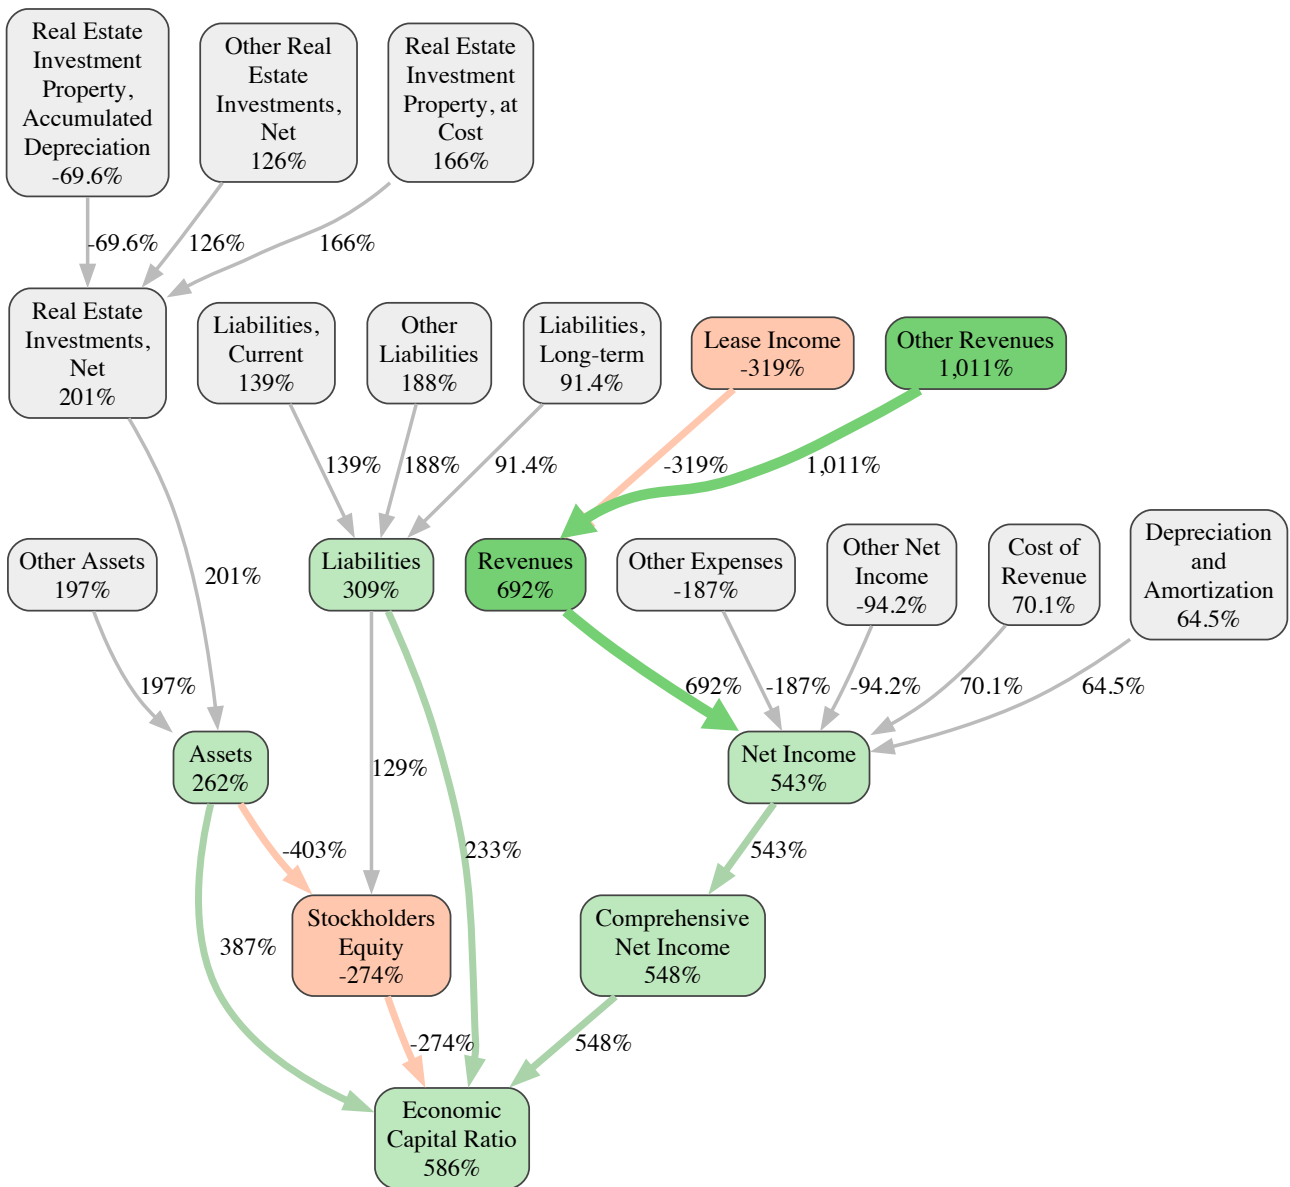 Real Estate
Investment
Property,
Accumulated
Depreciation
-69.6%
Other Real
Estate
Investments,
Net
126%
Real Estate
Investment
Property, at
Cost
166%
-69.6%
126%
166%
Real Estate
Investments,
Net
201%
Liabilities,
Current
139%
Other
Liabilities
188%
Liabilities,
Long-term
91.4%
Lease Income
-319%
Other Revenues
1,011%
139%
188%
91.4%
-319%
1,011%
Other Assets
197%
201%
Liabilities
309%
Revenues
692%
Other Expenses
-187%
Other Net
Income
-94.2%
Cost of
Revenue
70.1%
Depreciation
and
Amortization
64.5%
197%
692%
-187%
-94.2%
70.1%
64.5%
Assets
262%
129%
Net Income
543%
-403%
233%
543%
387%
Stockholders
Equity
-274%
Comprehensive
Net Income
548%
-274%
548%
Economic
Capital Ratio
586%